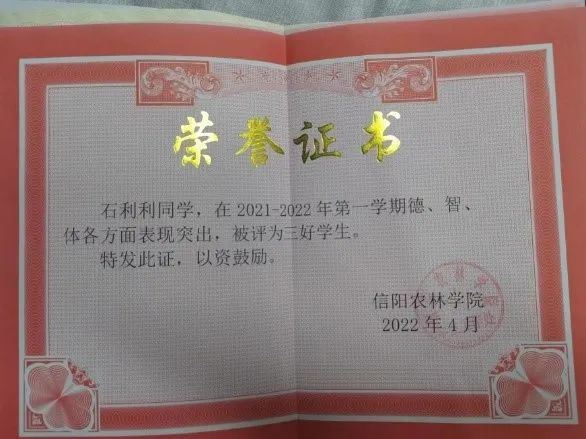 荣誉证书
石利利同学，在 2021-2022 年第一学期德、智、
体各方面表现突出，被评为三好学生。
特发此证，以资鼓励。
信阳农林学院
2022 年 4 月